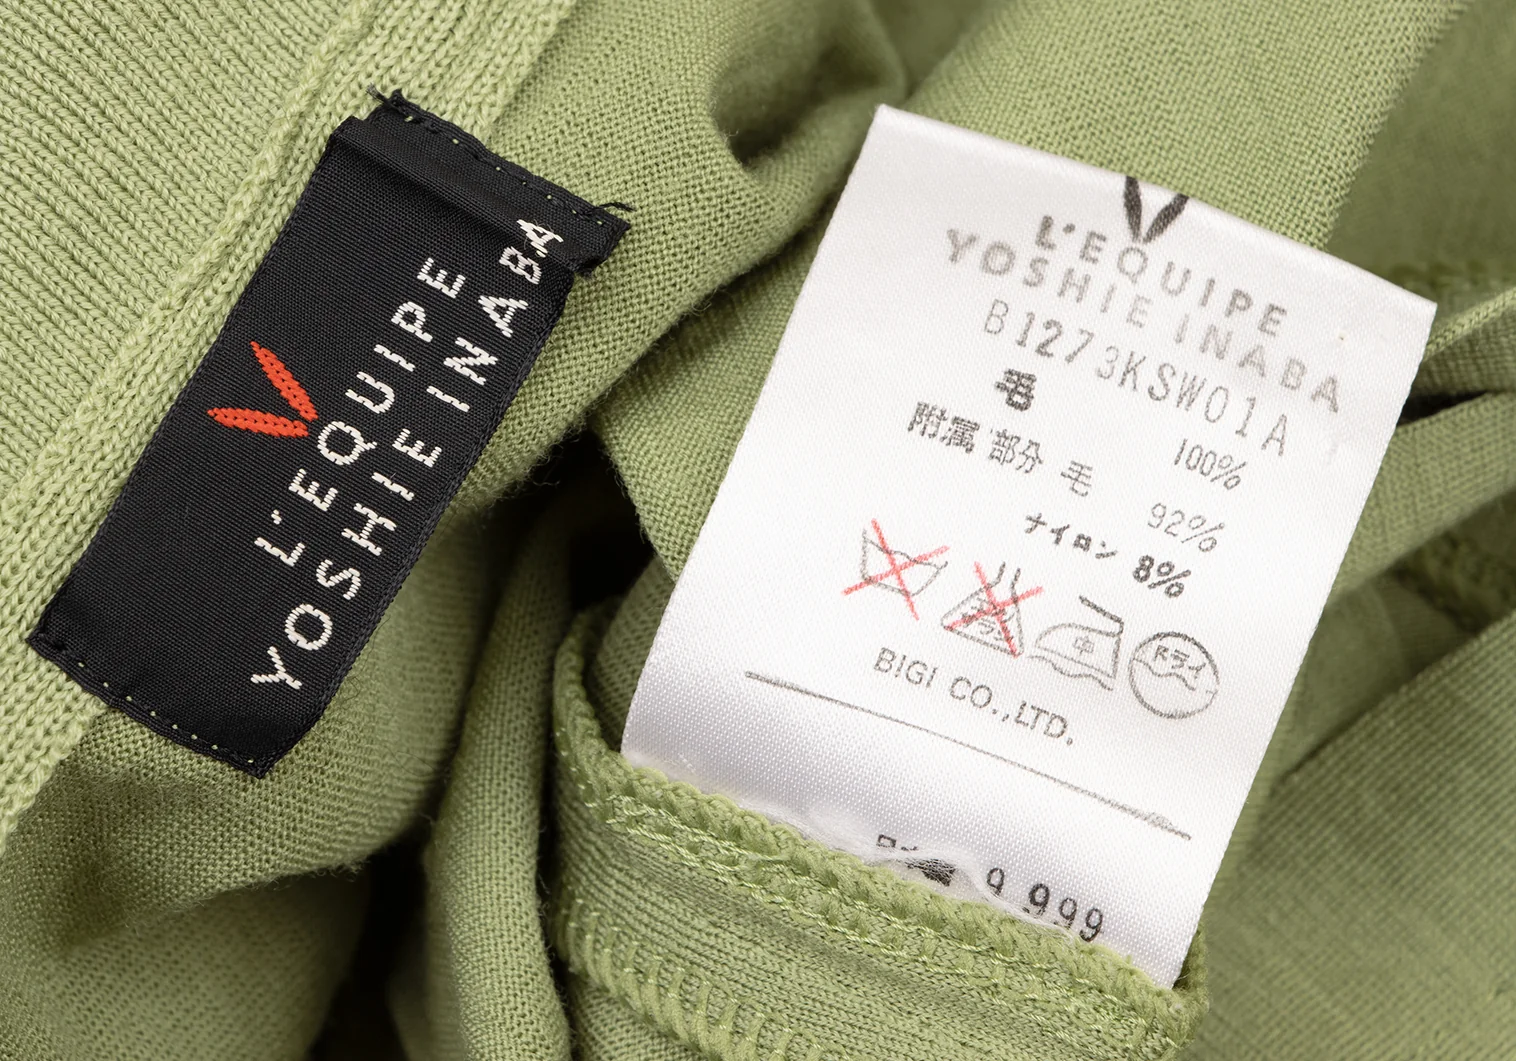 L'EQUIPE
YOSHIE INABA
L'EQUIPE
YOSHIE INABA
B1273KSW01A
毛 100%
附属部分 毛 92%
ナイロン 8%
中
ドライ
BIGI CO.,LTD.
9 999